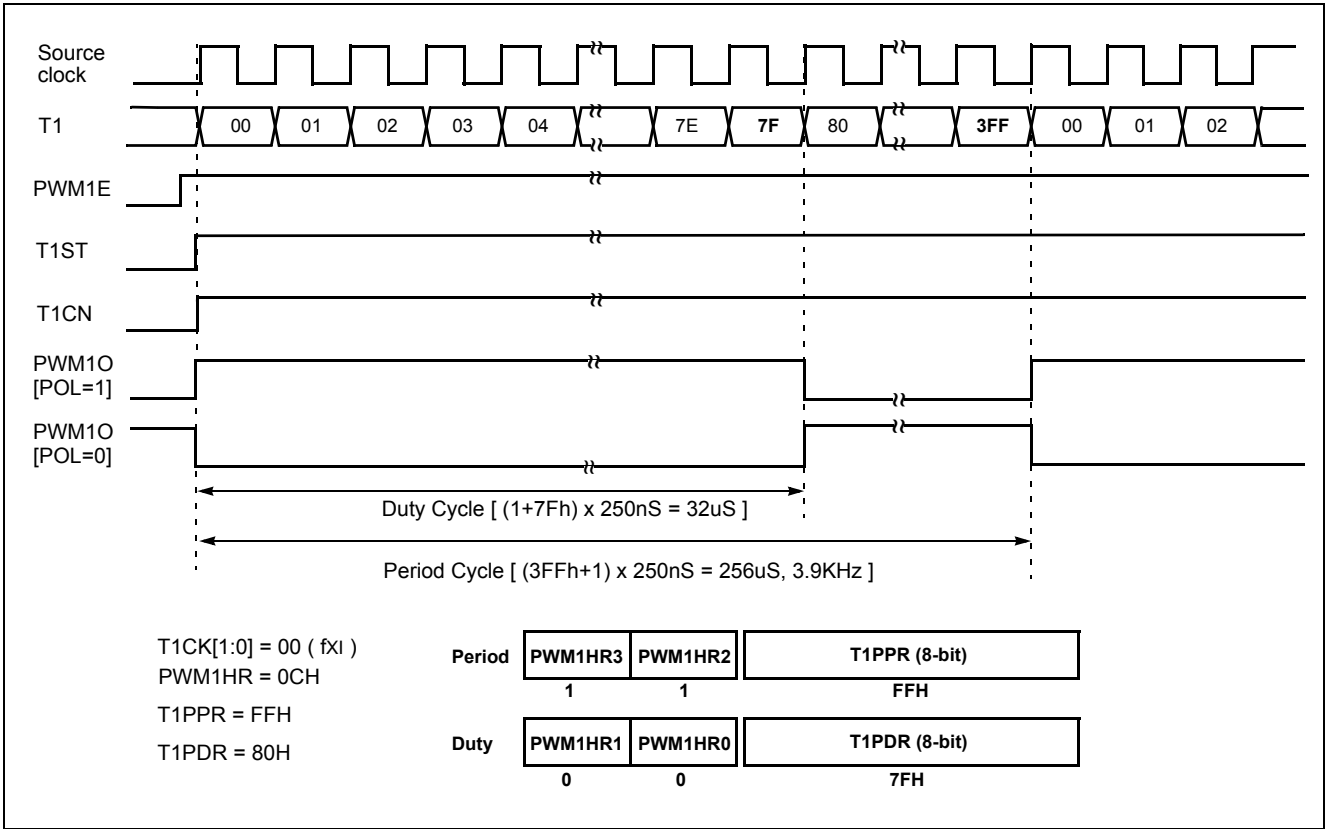 Source
clock
T1
00 01 02 03 04 7E 7F 80 3FF 00 01 02
PWM1E
T1ST
T1CN
PWM1O
[POL=1]
PWM1O
[POL=0]
Duty Cycle [ (1+7Fh) x 250nS = 32uS ]
Period Cycle [ (3FFh+1) x 250nS = 256uS, 3.9KHz ]
T1CK[1:0] = 00 ( fXI )
PWM1HR = 0CH
T1PPR = FFH
T1PDR = 80H
Period PWM1HR3 PWM1HR2 T1PPR (8-bit)
1 1 FFH
Duty PWM1HR1 PWM1HR0 T1PDR (8-bit)
0 0 7FH